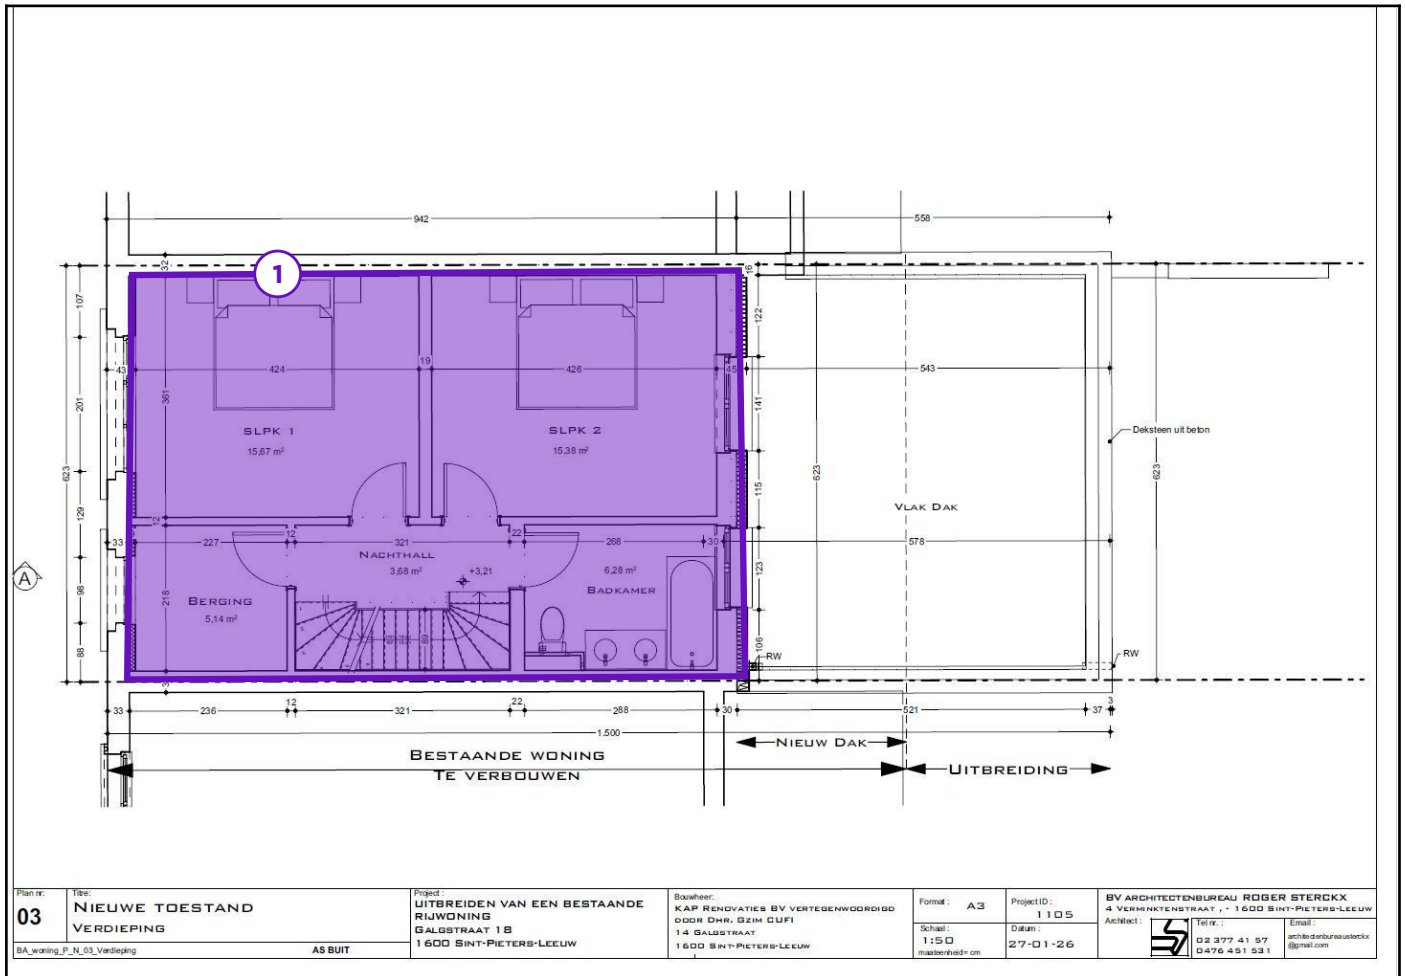 942
558
1
32
16
107
122
43
424
19
426
45
543
201
361
141
SLPK 1
15,67 m²
SLPK 2
15,38 m²
Deksteen uit beton
623
623
623
115
129
12
VLAK DAK
33
227
12
321
22
268
30
578
NACHTHALL
3,68 m²
+3,21
6,28 m²
BADKAMER
123
A
98
218
BERGING
5,14 m²
89
88
106
RW
RW
33
236
12
321
22
288
30
521
37
3
1.500
NIEUW DAK
BESTAANDE WONING
TE VERBOUWEN
UITBREIDING
Plan nr:
03
Titre:
NIEUWE TOESTAND
VERDIEPING
BA_woning_P_N_03_Verdieping
AS BUIT
Project :
UITBREIDEN VAN EEN BESTAANDE
RIJWONING
GALGSTRAAT 18
1600 SINT-PIETERS-LEEUW
Bouwheer:
KAP RENOVATIES BV VERTEGENWOORDIGD
DOOR DHR. GZIM CUFI
14 GALGSTRAAT
1600 SINT-PIETERS-LEEUW
Format : A3
Schaal :
1:50
maateenheid= cm
Project ID :
1105
Datum :
27-01-26
BV ARCHITECTENBUREAU ROGER STERCKX
4 VERMINKTENSTRAAT , - 1600 SINT-PIETERS-LEEUW
Architect :
Tel nr. :
02 377 41 57
0476 451 531
Email :
architectenbureausterckx
@gmail.com